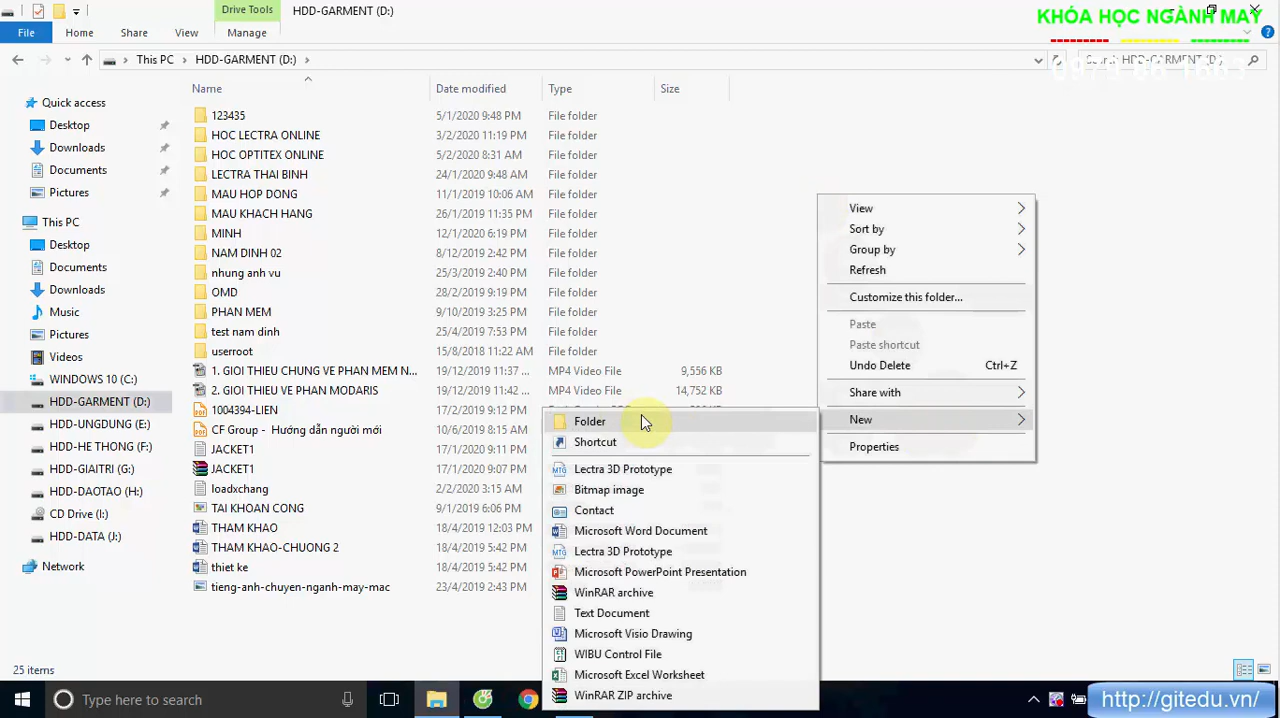 Drive Tools HDD-GARMENT (D:)
KHÓA HỌC NGÀNH MAY
File Home Share View Manage
This PC HDD-GARMENT (D:) Search HDD-GARMENT (D:)
Name Date modified Type Size
Quick access
Desktop
Downloads
Documents
Pictures
This PC
Desktop
Documents
Downloads
Music
Pictures
Videos
WINDOWS 10 (C:)
HDD-GARMENT (D:)
HDD-UNGDUNG (E:)
HDD-HE THONG (F:)
HDD-GIAITRI (G:)
HDD-DAOTAO (H:)
CD Drive (I:)
HDD-DATA (J:)
Network
123435 5/1/2020 9:48 PM File folder
HOC LECTRA ONLINE 3/2/2020 11:19 PM File folder
HOC OPTITEX ONLINE 5/2/2020 8:31 AM File folder
LECTRA THAI BINH 24/1/2020 9:48 AM File folder
MAU HOP DONG 11/1/2019 10:06 AM File folder
MAU KHACH HANG 26/1/2019 11:35 PM File folder
MINH 12/1/2020 6:19 PM File folder
NAM DINH 02 8/12/2019 2:42 PM File folder
nhung anh vu 25/3/2019 2:40 PM File folder
OMD 28/2/2019 9:19 PM File folder
PHAN MEM 9/10/2019 3:25 PM File folder
test nam dinh 25/4/2019 7:53 PM File folder
userroot 15/8/2018 11:22 AM File folder
1. GIOI THIEU CHUNG VE PHAN MEM N... 19/12/2019 11:37 ... MP4 Video File 9,556 KB
2. GIOI THIEU VE PHAN MODARIS 19/12/2019 11:42 ... MP4 Video File 14,752 KB
1004394-LIEN 17/2/2019 9:12 PM
CF Group - Hướng dẫn người mới 10/6/2019 8:15 AM
JACKET1 17/1/2020 9:09 PM
JACKET1 17/1/2020 9:07 PM
loadxchang 2/2/2020 3:15 AM
TAI KHOAN CONG 9/1/2019 6:06 PM
THAM KHAO 18/4/2019 12:03 PM
THAM KHAO-CHUONG 2 18/4/2019 5:42 PM
thiet ke 18/4/2019 5:42 PM
tieng-anh-chuyen-nganh-may-mac 23/4/2019 2:43 PM
View
Sort by
Group by
Refresh
Customize this folder...
Paste
Paste shortcut
Undo Delete Ctrl+Z
Share with
New
Properties
Folder
Shortcut
Lectra 3D Prototype
Bitmap image
Contact
Microsoft Word Document
Lectra 3D Prototype
Microsoft PowerPoint Presentation
WinRAR archive
Text Document
Microsoft Visio Drawing
WIBU Control File
Microsoft Excel Worksheet
WinRAR ZIP archive
25 items
Type here to search
http://gitedu.vn/